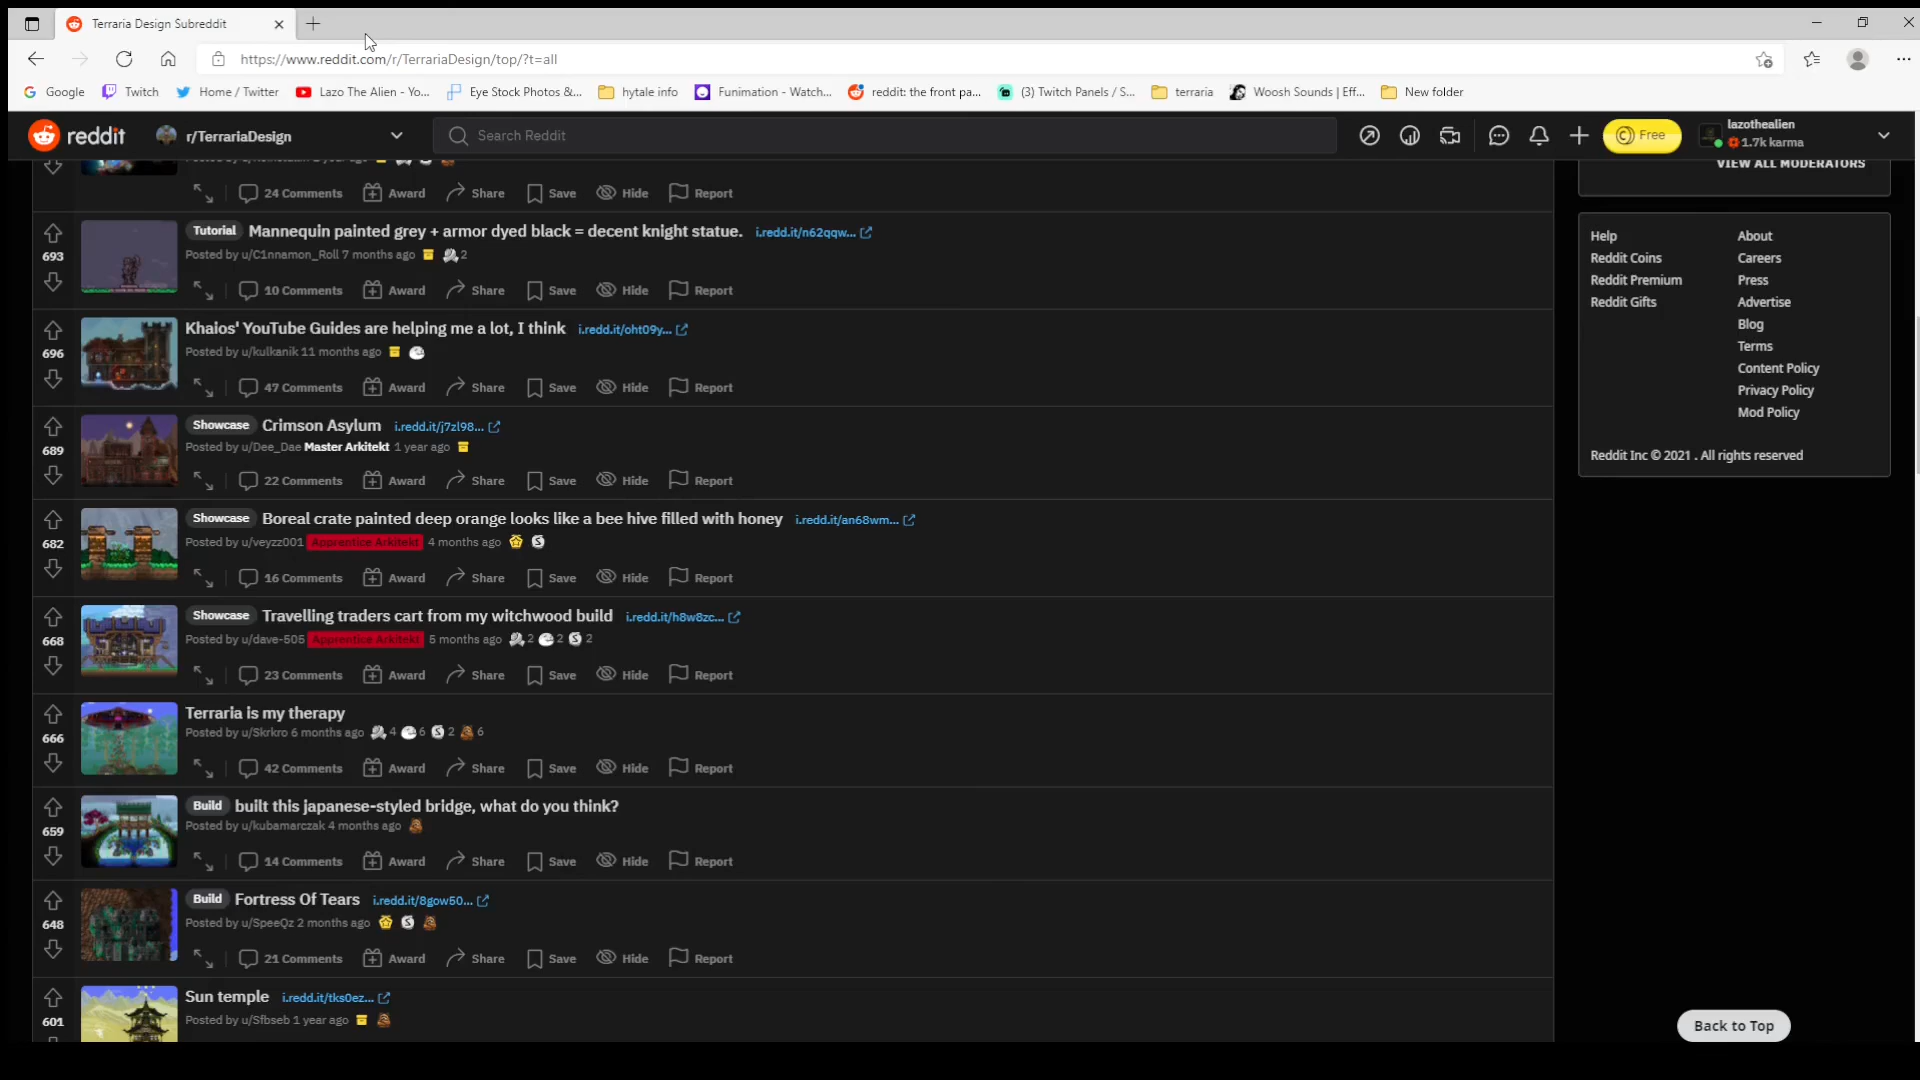 Terraria Design Subreddit
https://www.reddit.com/r/TerrariaDesign/top/?t=all
Google Twitch Home / Twitter Lazo The Alien - Yo... Eye Stock Photos &... hytale info Funimation - Watch... reddit: the front pa... (3) Twitch Panels / S... terraria Woosh Sounds | Eff... New folder
reddit r/TerrariaDesign Search Reddit Free lazothealien
1.7k karma
VIEW ALL MODERATORS
24 Comments Award Share Save Hide Report
693
Tutorial Mannequin painted grey + armor dyed black = decent knight statue. i.redd.it/n62qqw...
Posted by u/C1nnamon_Roll 7 months ago 2
10 Comments Award Share Save Hide Report
696
Khaios' YouTube Guides are helping me a lot, I think i.redd.it/oht09y...
Posted by u/kulkanik 11 months ago
47 Comments Award Share Save Hide Report
689
Showcase Crimson Asylum i.redd.it/j7zl98...
Posted by u/Dee_Dae Master Arkitekt 1 year ago
22 Comments Award Share Save Hide Report
682
Showcase Boreal crate painted deep orange looks like a bee hive filled with honey i.redd.it/an68wm...
Posted by u/veyzz001 Apprentice Arkitekt 4 months ago
16 Comments Award Share Save Hide Report
668
Showcase Travelling traders cart from my witchwood build i.redd.it/h8w8zc...
Posted by u/dave-505 Apprentice Arkitekt 5 months ago 2 2 2
23 Comments Award Share Save Hide Report
666
Terraria is my therapy
Posted by u/Skrkro 6 months ago 4 6 2 6
42 Comments Award Share Save Hide Report
659
Build built this japanese-styled bridge, what do you think?
Posted by u/kubamarczak 4 months ago
14 Comments Award Share Save Hide Report
648
Build Fortress Of Tears i.redd.it/8gow50...
Posted by u/SpeeQz 2 months ago
21 Comments Award Share Save Hide Report
601
Sun temple i.redd.it/tks0ez...
Posted by u/Sfbseb 1 year ago
Help About
Reddit Coins Careers
Reddit Premium Press
Reddit Gifts Advertise
Blog
Terms
Content Policy
Privacy Policy
Mod Policy
Reddit Inc © 2021 . All rights reserved
Back to Top